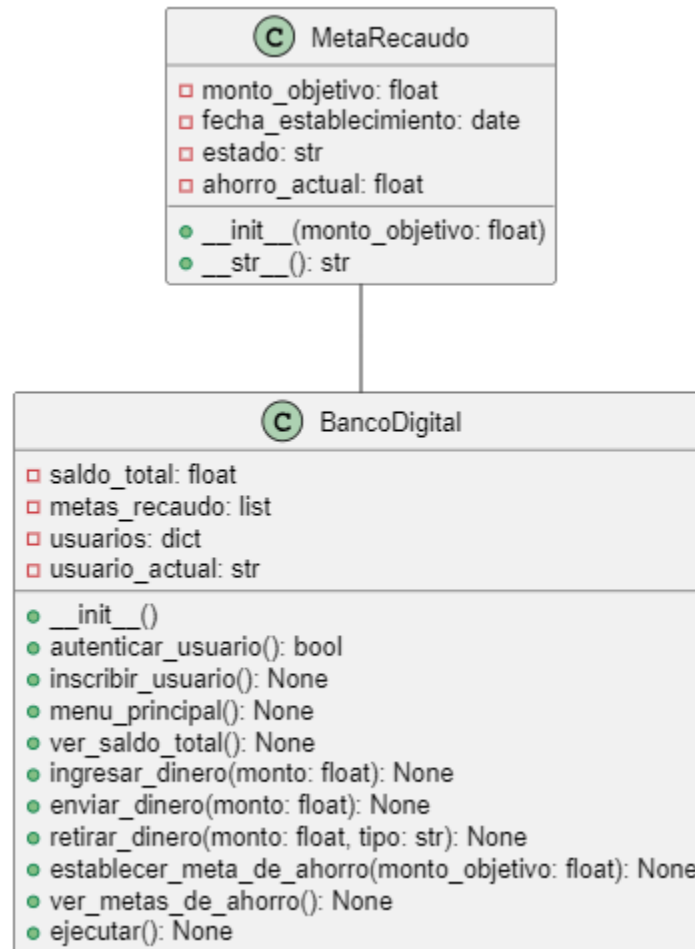 C MetaRecaudo
monto_objetivo: float
fecha_establecimiento: date
estado: str
ahorro_actual: float
__init__(monto_objetivo: float)
__str__(): str
C BancoDigital
saldo_total: float
metas_recaudo: list
usuarios: dict
usuario_actual: str
__init__()
autenticar_usuario(): bool
inscribir_usuario(): None
menu_principal(): None
ver_saldo_total(): None
ingresar_dinero(monto: float): None
enviar_dinero(monto: float): None
retirar_dinero(monto: float, tipo: str): None
establecer_meta_de_ahorro(monto_objetivo: float): None
ver_metas_de_ahorro(): None
ejecutar(): None